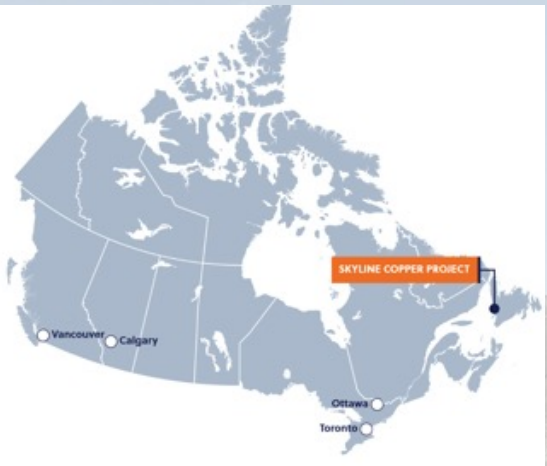 SKYLINE COPPER PROJECT
Vancouver
Calgary
Ottawa
Toronto